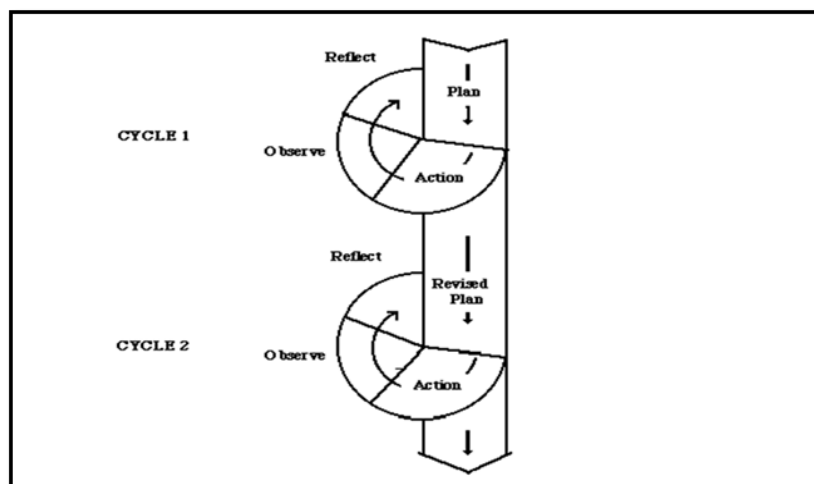 Reflect
Plan
CYCLE 1
Observe
Action
Reflect
Revised
Plan
CYCLE 2
Observe
Action